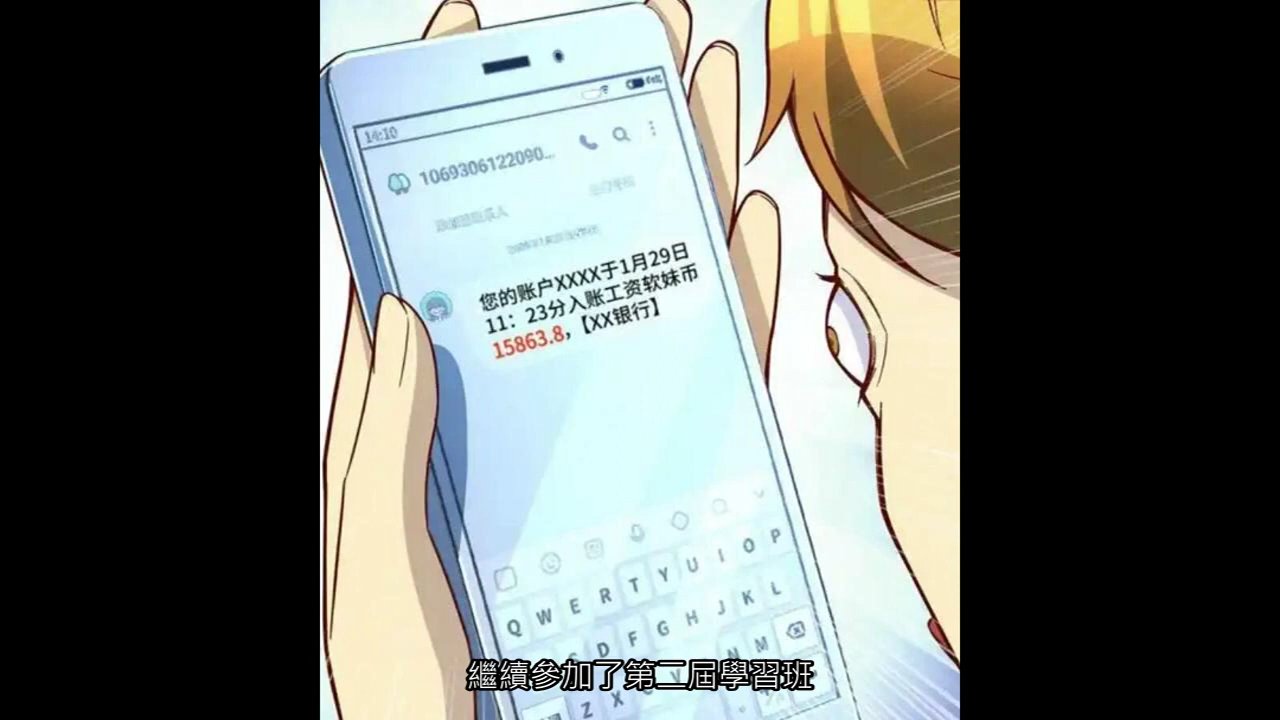 14:10
1069306122090...
您的账户XXXX于1月29日
11：23分入账工资软妹币
15863.8,【XX银行】
Q W E R T Y U I O P
D F G H J K L
Z X C V N M
繼續參加了第二屆學習班